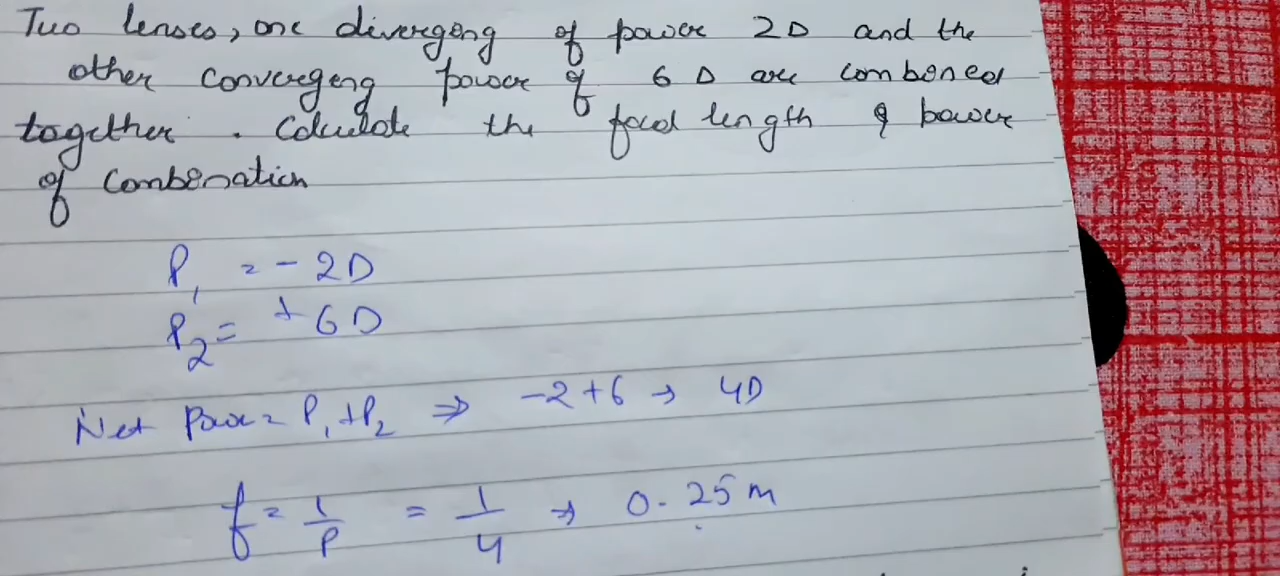 Two lenses, one diverging of power 2D and the
other converging power of 6 D are combined
together. Calculate the focal length & power
of combination
P₁ = - 2D
P₂ = + 6D
Net Power = P₁ + P₂ ⇒ -2+6 → 4D
f = 1/P = 1/4 ⇒ 0.25 m